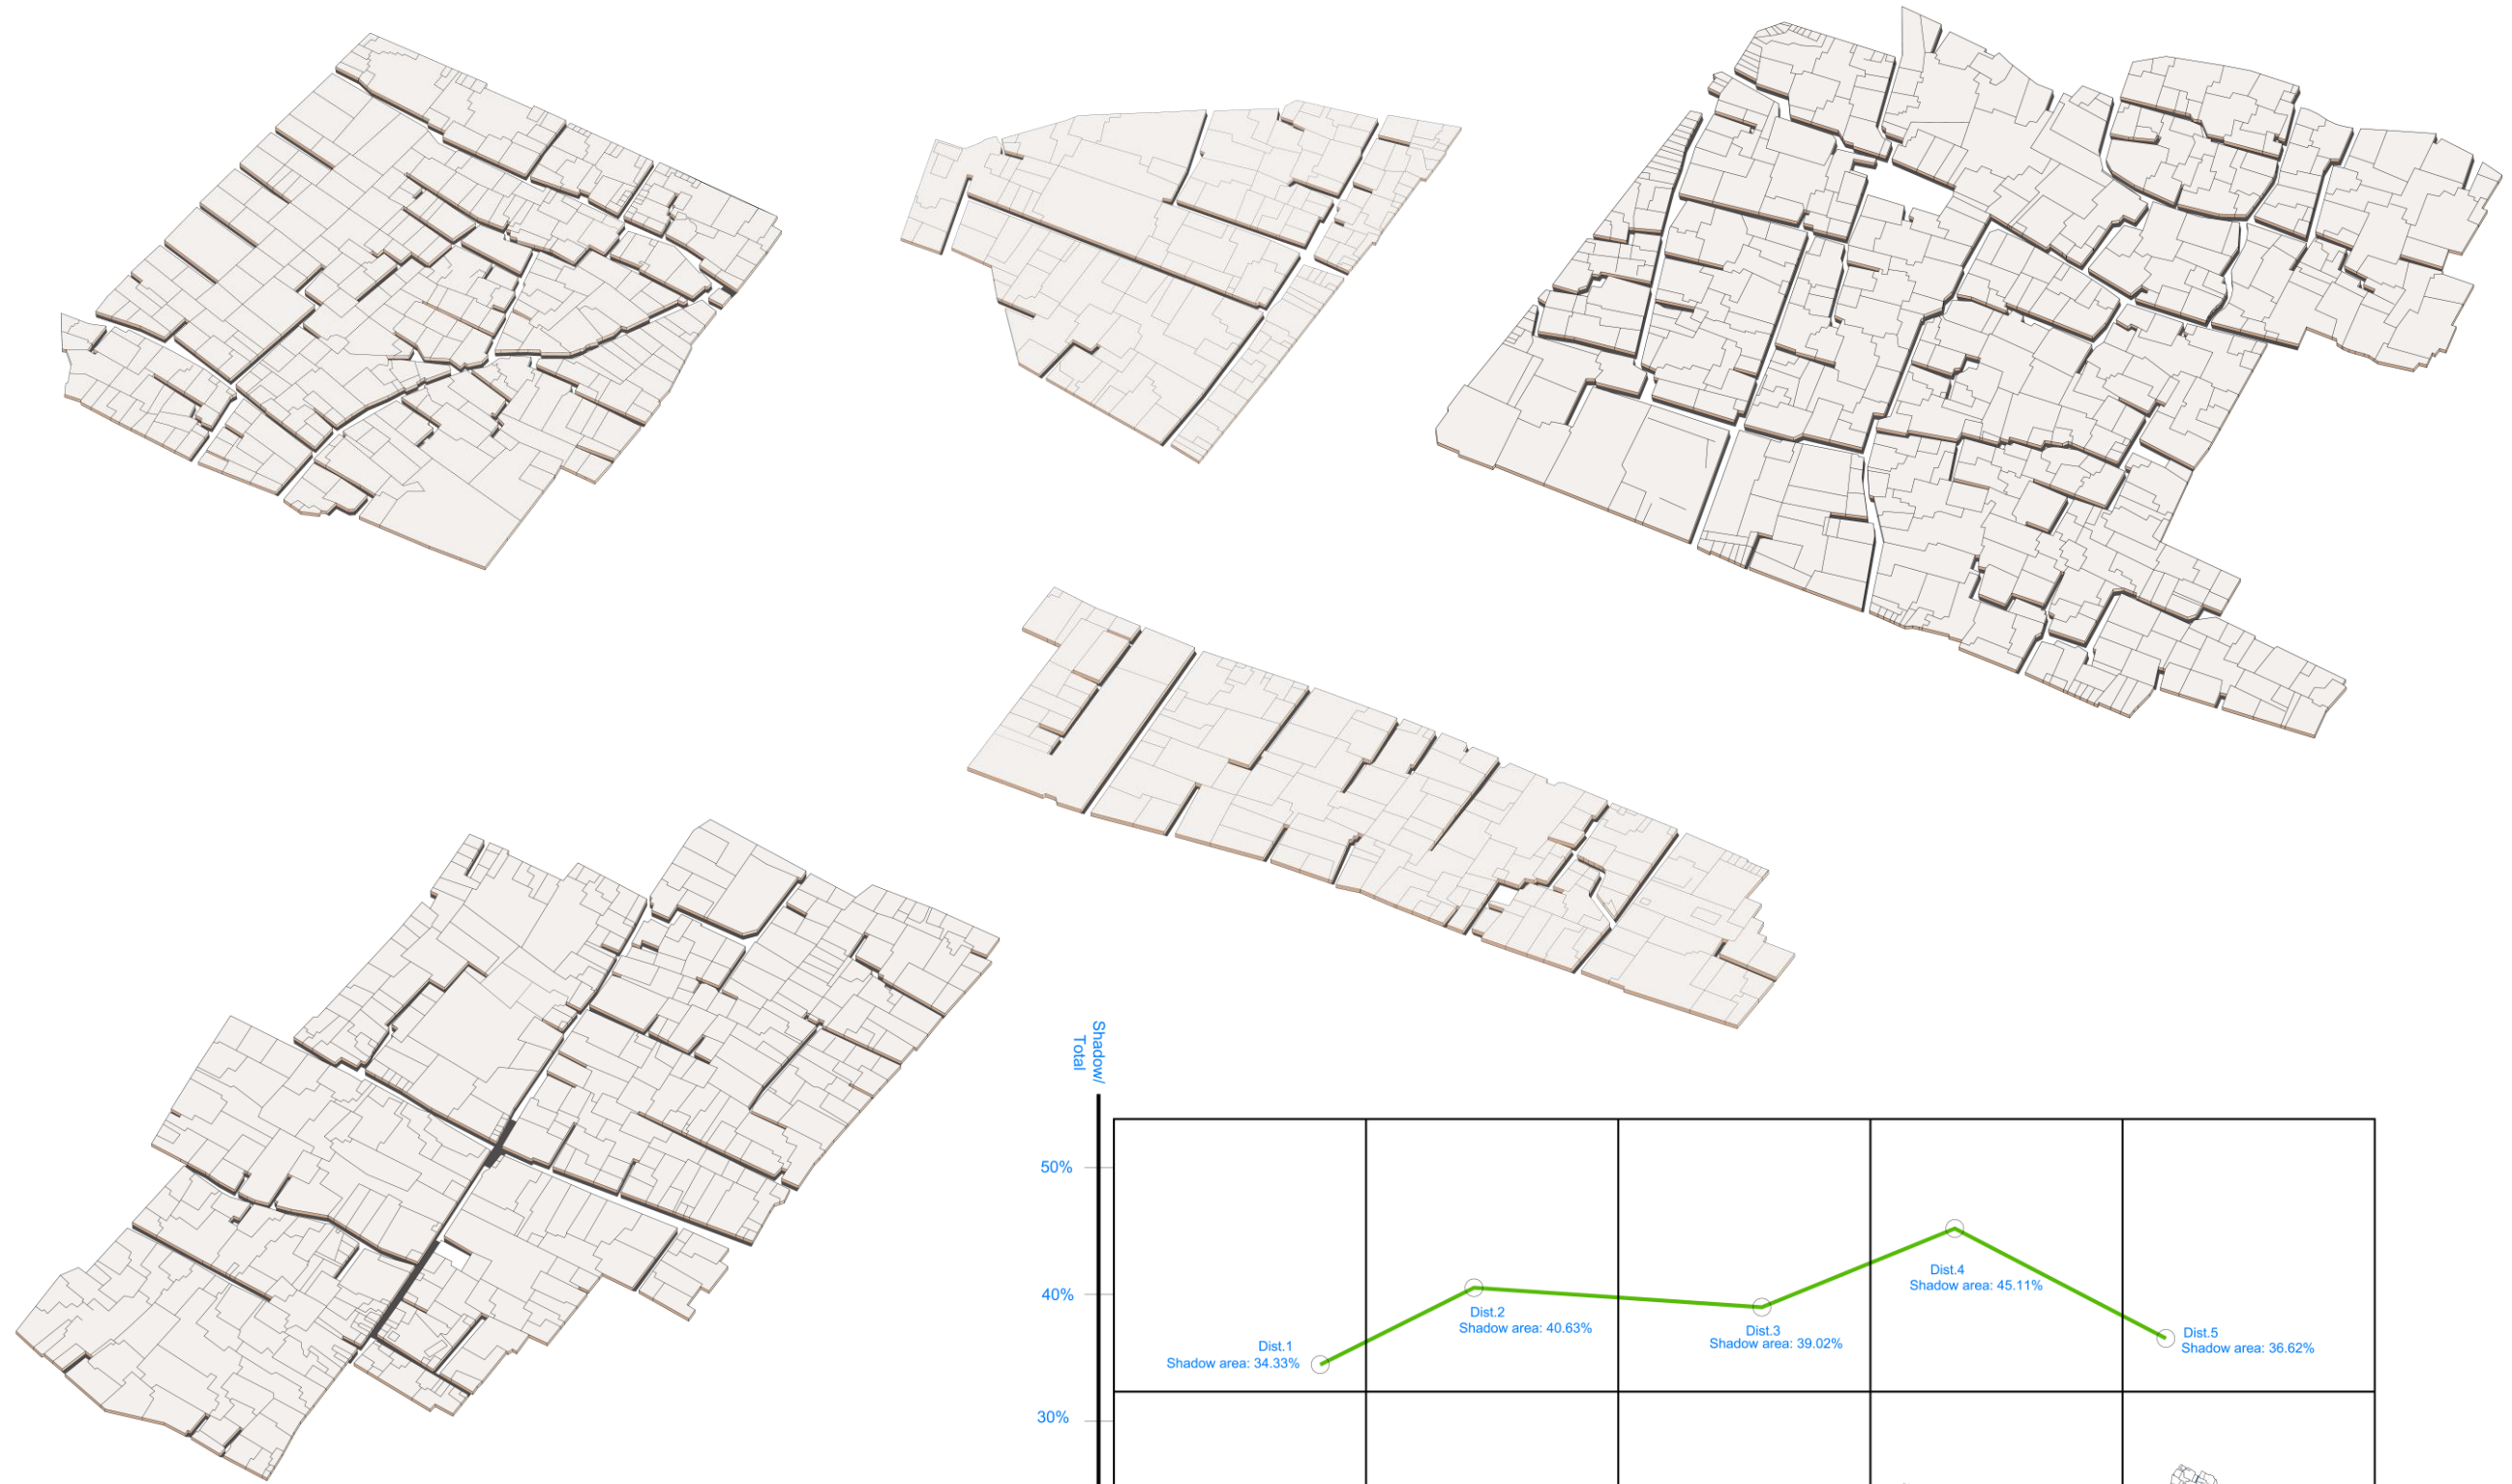 Shadow/
Total
50%
40%
30%
Dist.1
Shadow area: 34.33%
Dist.2
Shadow area: 40.63%
Dist.3
Shadow area: 39.02%
Dist.4
Shadow area: 45.11%
Dist.5
Shadow area: 36.62%